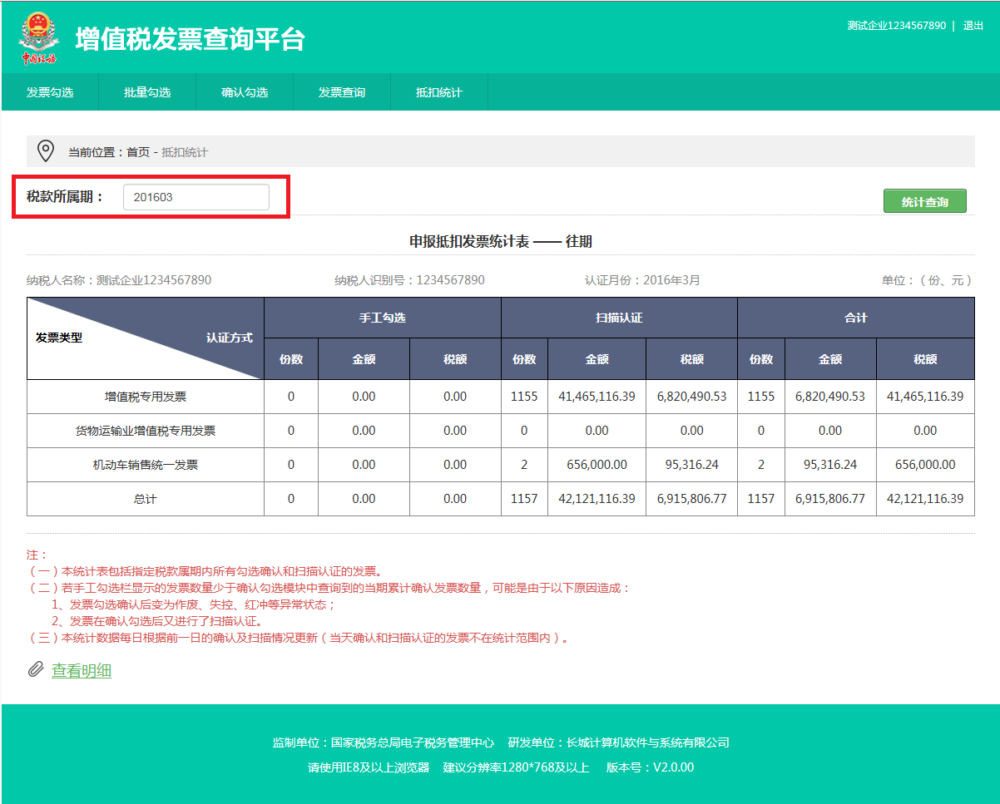 增值税发票查询平台
测试企业1234567890 | 退出
中国税务
发票勾选 批量勾选 确认勾选 发票查询 抵扣统计
当前位置：首页 - 抵扣统计
税款所属期： 201603 统计查询
申报抵扣发票统计表 —— 往期
纳税人名称：测试企业1234567890 纳税人识别号：1234567890 认证月份：2016年3月 单位：（份、元）
发票类型 认证方式 手工勾选 扫描认证 合计
份数 金额 税额 份数 金额 税额 份数 金额 税额
增值税专用发票 0 0.00 0.00 1155 41,465,116.39 6,820,490.53 1155 6,820,490.53 41,465,116.39
货物运输业增值税专用发票 0 0.00 0.00 0 0.00 0.00 0 0.00 0.00
机动车销售统一发票 0 0.00 0.00 2 656,000.00 95,316.24 2 95,316.24 656,000.00
总计 0 0.00 0.00 1157 42,121,116.39 6,915,806.77 1157 6,915,806.77 42,121,116.39
注：
（一）本统计表包括指定税款属期内所有勾选确认和扫描认证的发票。
（二）若手工勾选栏显示的发票数量少于确认勾选模块中查询到的当期累计确认发票数量，可能是由于以下原因造成：
1、发票勾选确认后变为作废、失控、红冲等异常状态；
2、发票在确认勾选后又进行了扫描认证。
（三）本统计数据每日根据前一日的确认及扫描情况更新（当天确认和扫描认证的发票不在统计范围内）。
查看明细
监制单位：国家税务总局电子税务管理中心 研发单位：长城计算机软件与系统有限公司
请使用IE8及以上浏览器 建议分辨率1280*768及以上 版本号：V2.0.00